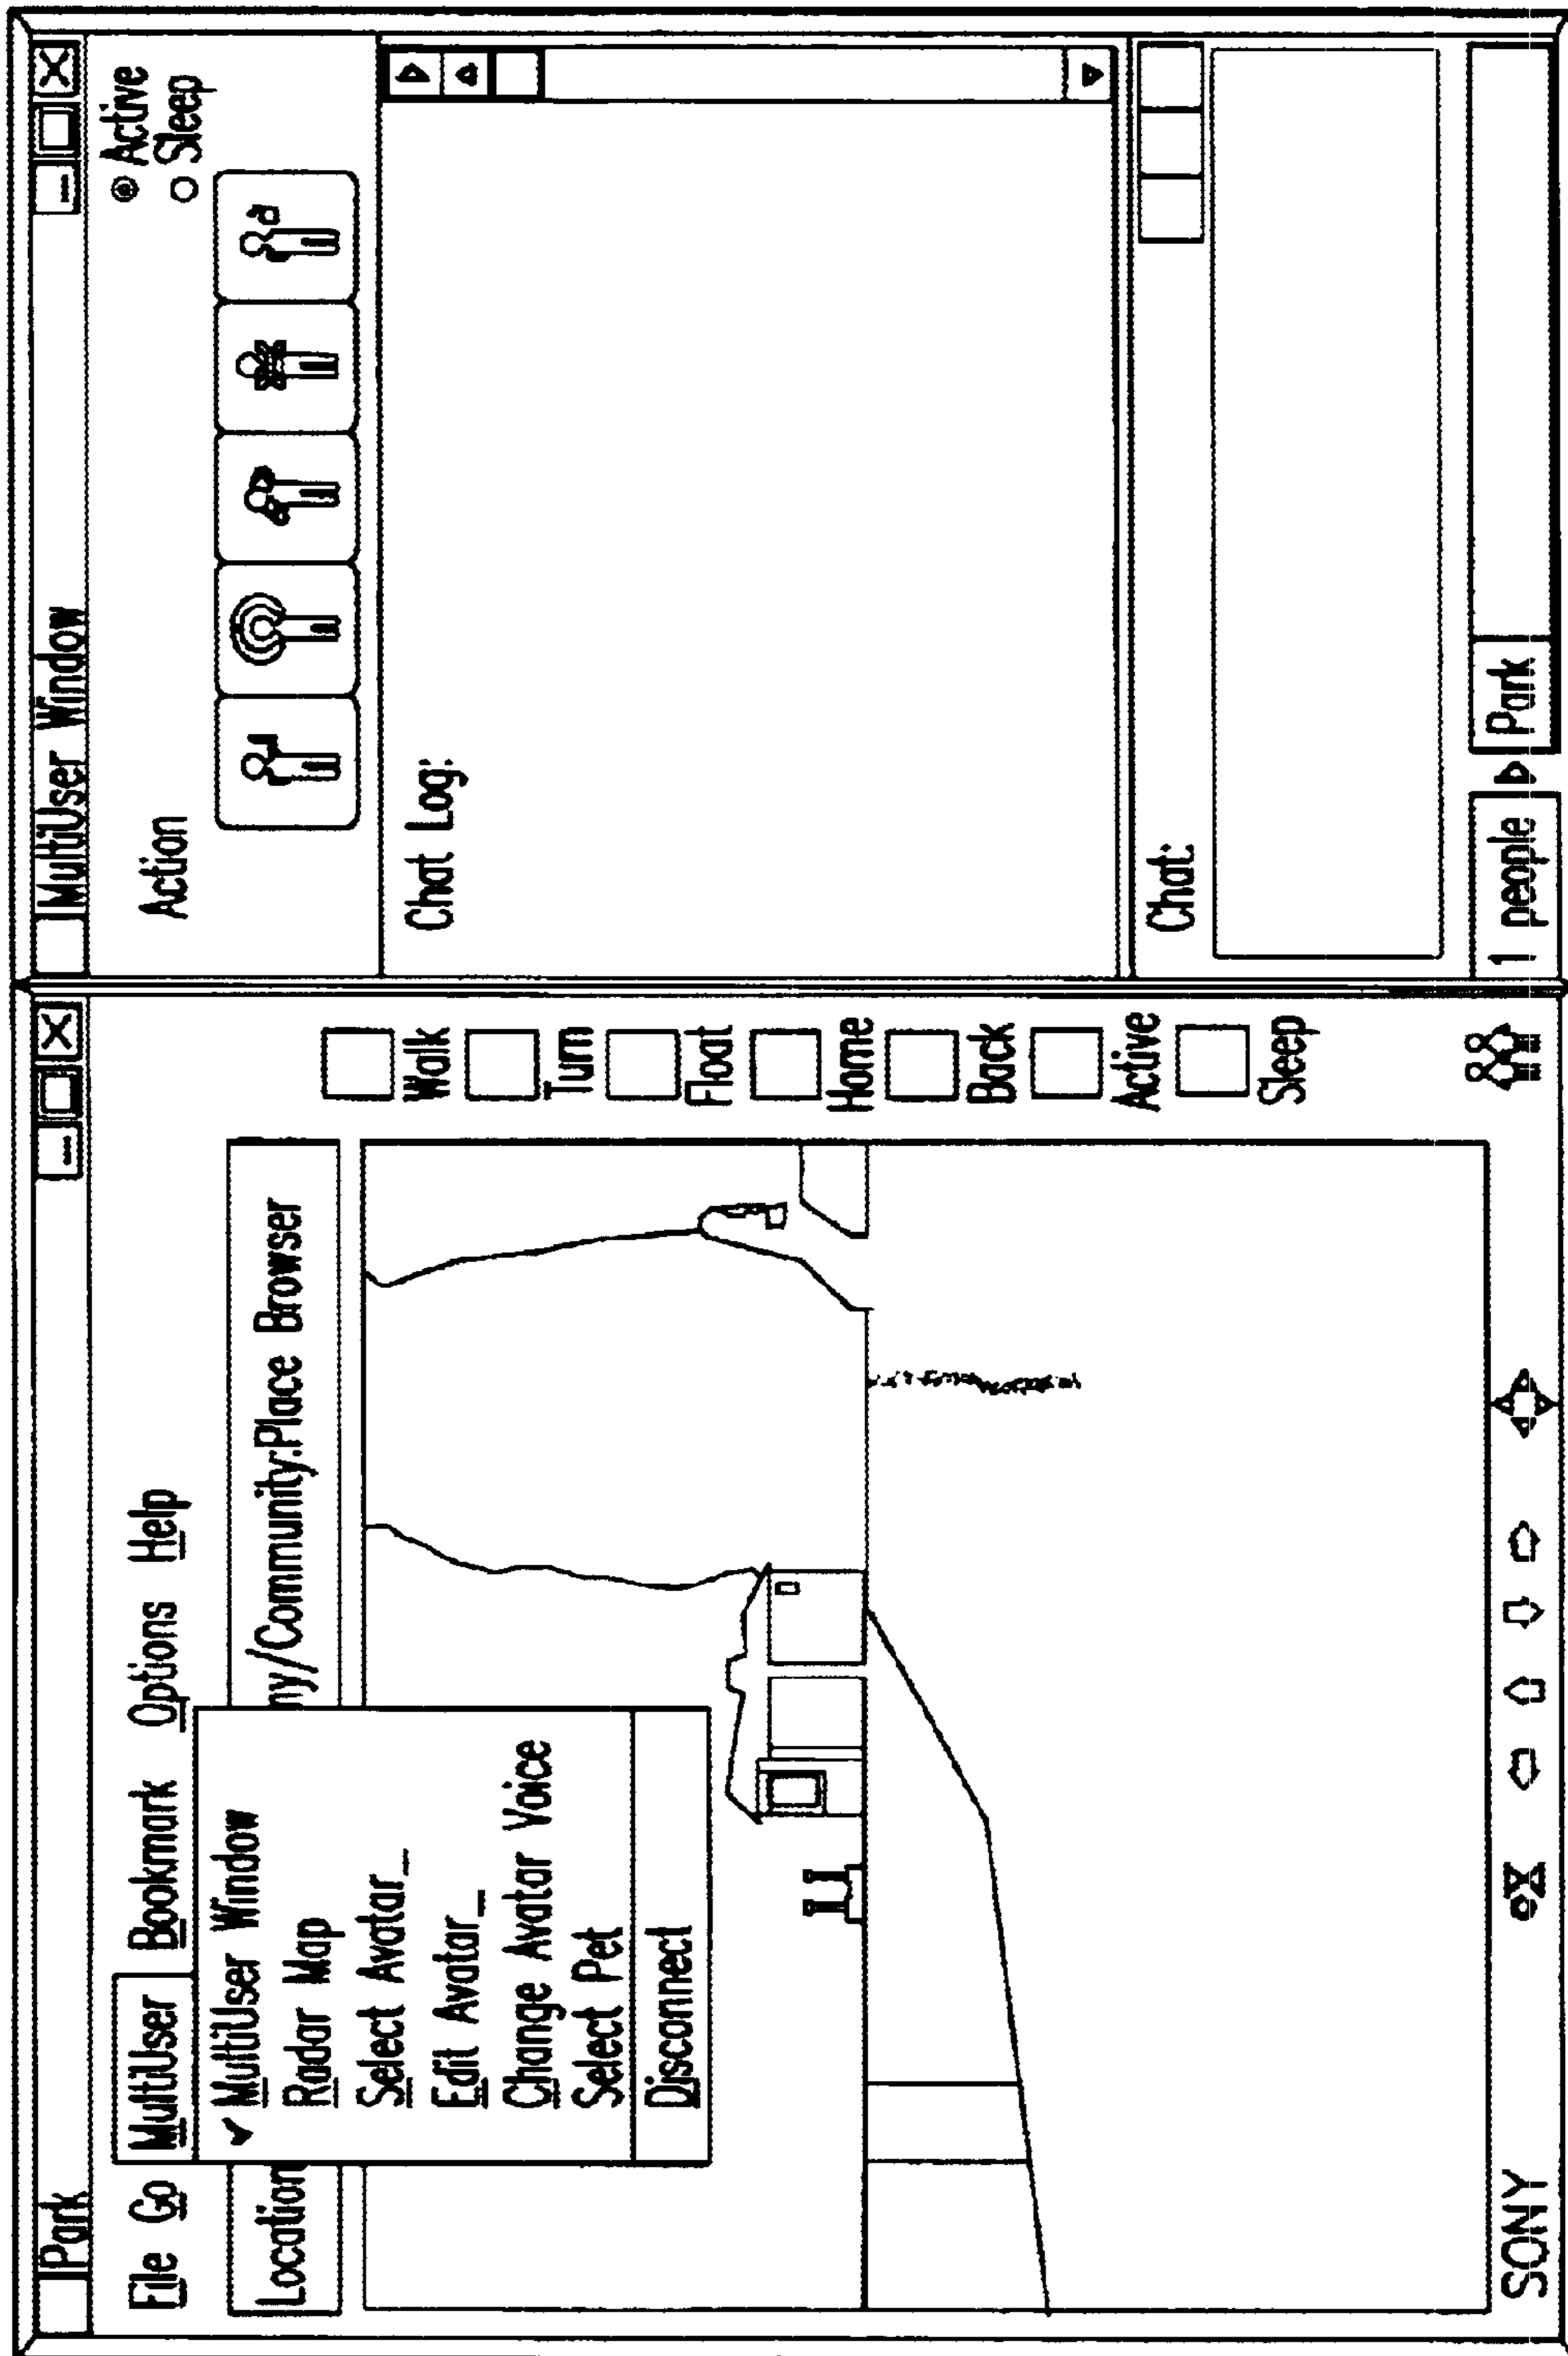 Park
File Go MultiUser Bookmark Options Help
Location
ny/Community.Place Browser
✔ MultiUser Window
Radar Map
Select Avatar_
Edit Avatar_
Change Avatar Voice
Select Pet
Disconnect
Walk
Turn
Float
Home
Back
Active
Sleep
SONY
MultiUser Window
Action
Active
Sleep
Chat Log:
Chat:
1 people
Park